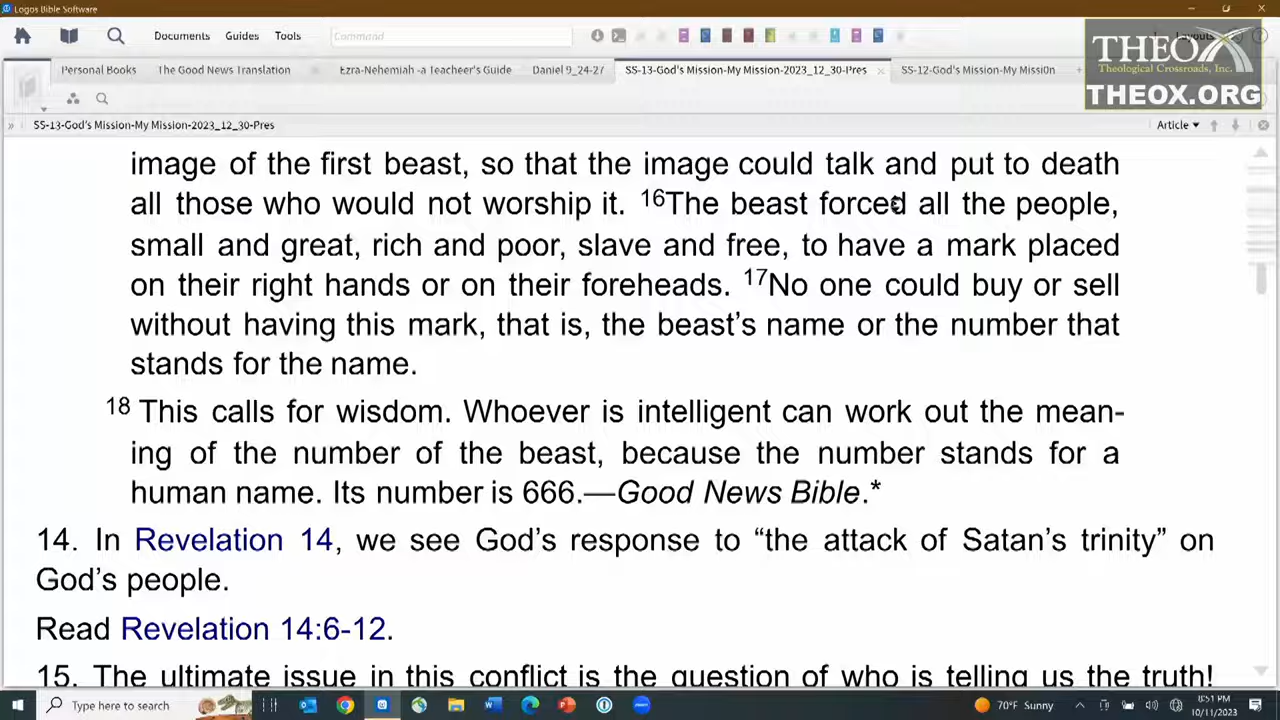 Logos Bible Software
Documents Guides Tools Command
THEOX
Theological Crossroads, Inc.
THEOX.ORG
Personal Books The Good News Translation Daniel 9_24-27 SS-13-God's Mission-My Mission-2023_12_30-Pres SS-12-God's Mission-My Missi0n
SS-13-God's Mission-My Mission-2023_12_30-Pres Article
image of the first beast, so that the image could talk and put to death
all those who would not worship it. 16The beast forced all the people,
small and great, rich and poor, slave and free, to have a mark placed
on their right hands or on their foreheads. 17No one could buy or sell
without having this mark, that is, the beast's name or the number that
stands for the name.
18 This calls for wisdom. Whoever is intelligent can work out the mean-
ing of the number of the beast, because the number stands for a
human name. Its number is 666.—Good News Bible.*
14. In Revelation 14, we see God's response to “the attack of Satan's trinity” on
God's people.
Read Revelation 14:6-12.
15. The ultimate issue in this conflict is the question of who is telling us the truth!
Type here to search 70°F Sunny 8:51 PM
10/11/2023